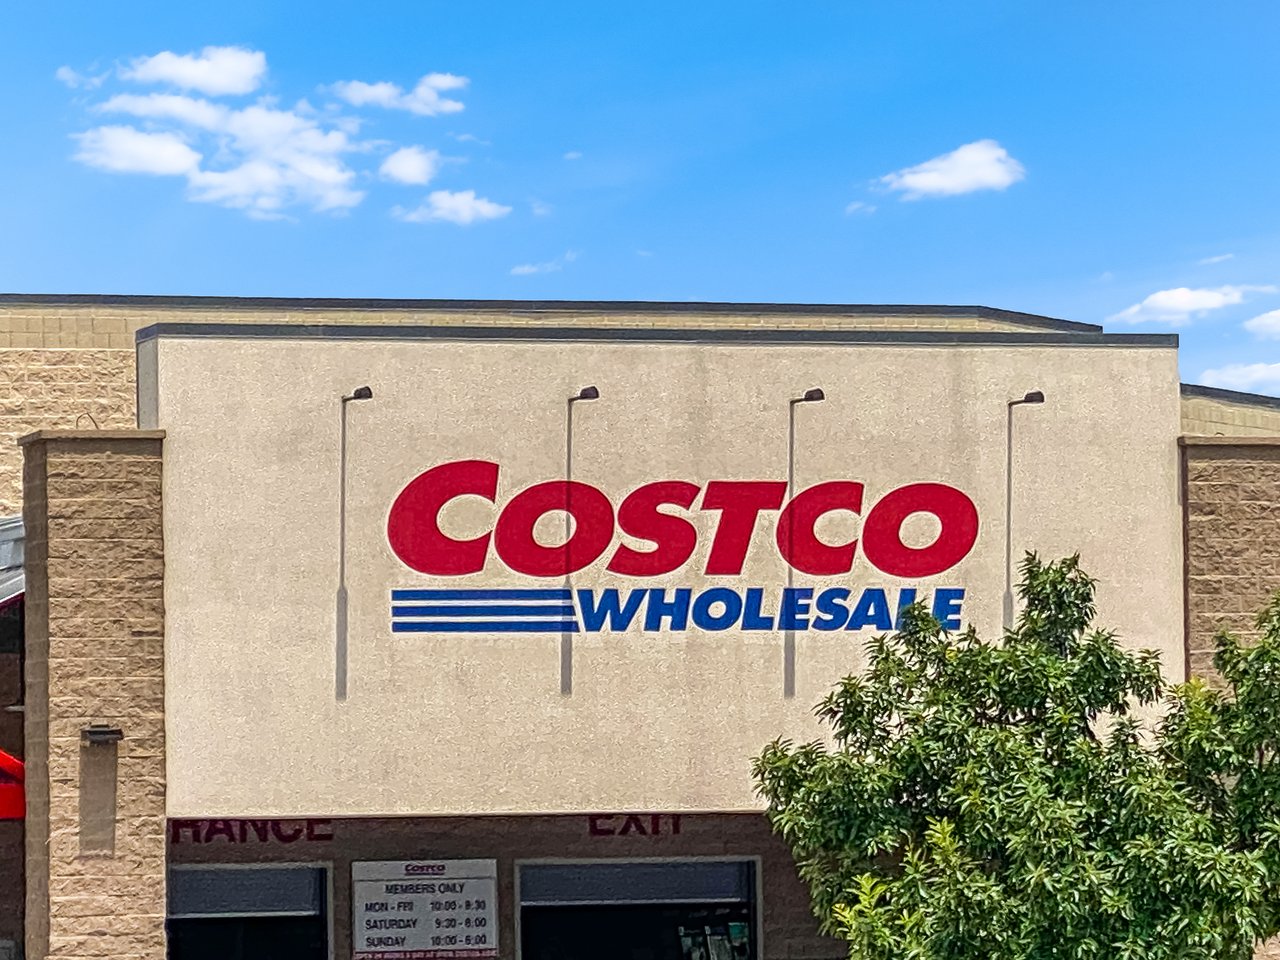 COSTCO
WHOLESALE
RANCE
EXIT
COSTCO
MEMBERS ONLY
MON - FRI 10:00 - 8:30
SATURDAY 9:30 - 6:00
SUNDAY 10:00 - 6:00